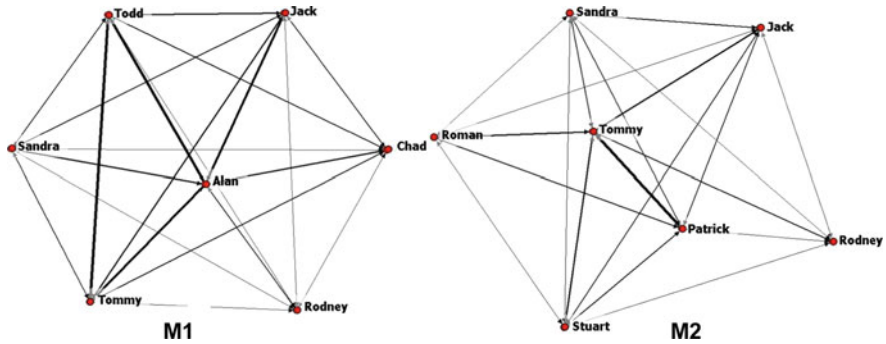 Todd
Jack
Sandra
Chad
Alan
Tommy
Rodney
M1
Sandra
Jack
Roman
Tommy
Patrick
Rodney
Stuart
M2